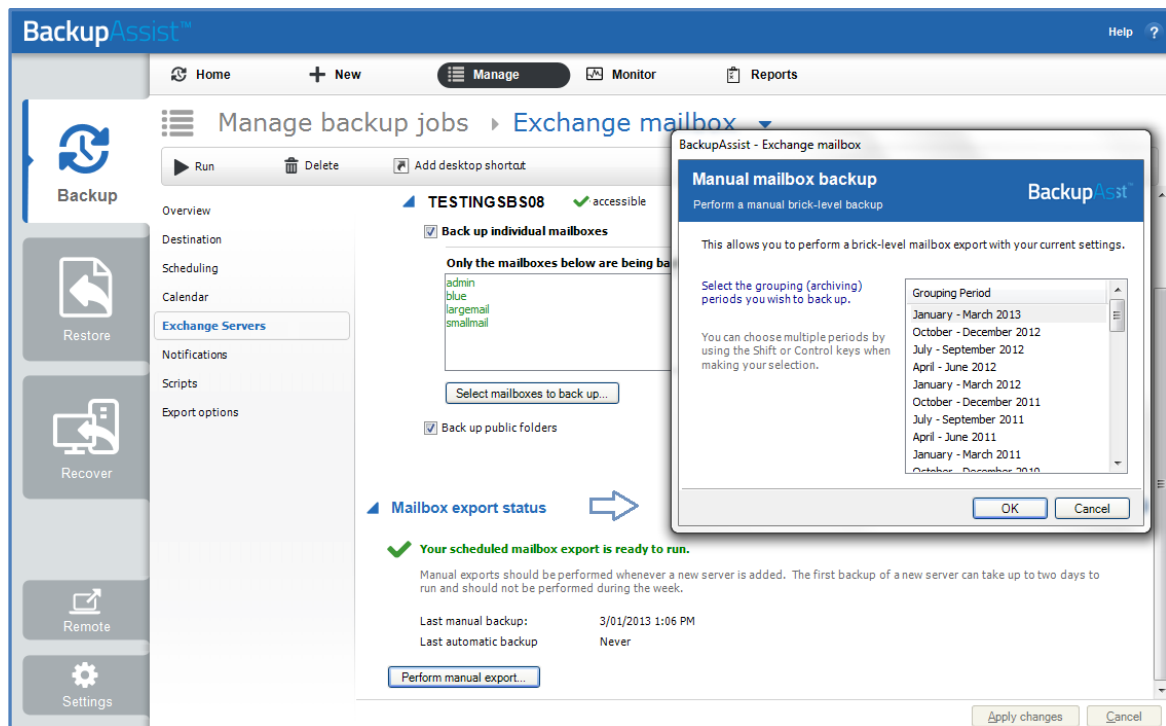 BackupAssist™
Help ?
Home
New
Manage
Monitor
Reports
Manage backup jobs
Exchange mailbox
Run
Delete
Add desktop shortcut
Backup
Restore
Recover
Remote
Settings
Overview
Destination
Scheduling
Calendar
Exchange Servers
Notifications
Scripts
Export options
TESTINGSBS08
accessible
Back up individual mailboxes
Only the mailboxes below are being ba
admin
blue
largemail
smallmail
Select mailboxes to back up...
Back up public folders
Mailbox export status
Your scheduled mailbox export is ready to run.
Manual exports should be performed whenever a new server is added. The first backup of a new server can take up to two days to
run and should not be performed during the week.
Last manual backup: 3/01/2013 1:06 PM
Last automatic backup Never
Perform manual export...
Apply changes
Cancel
BackupAssist - Exchange mailbox
Manual mailbox backup
Perform a manual brick-level backup
BackupAssist™
This allows you to perform a brick-level mailbox export with your current settings.
Select the grouping (archiving)
periods you wish to back up.
You can choose multiple periods by
using the Shift or Control keys when
making your selection.
Grouping Period
January - March 2013
October - December 2012
July - September 2012
April - June 2012
January - March 2012
October - December 2011
July - September 2011
April - June 2011
January - March 2011
October - December 2010
OK
Cancel